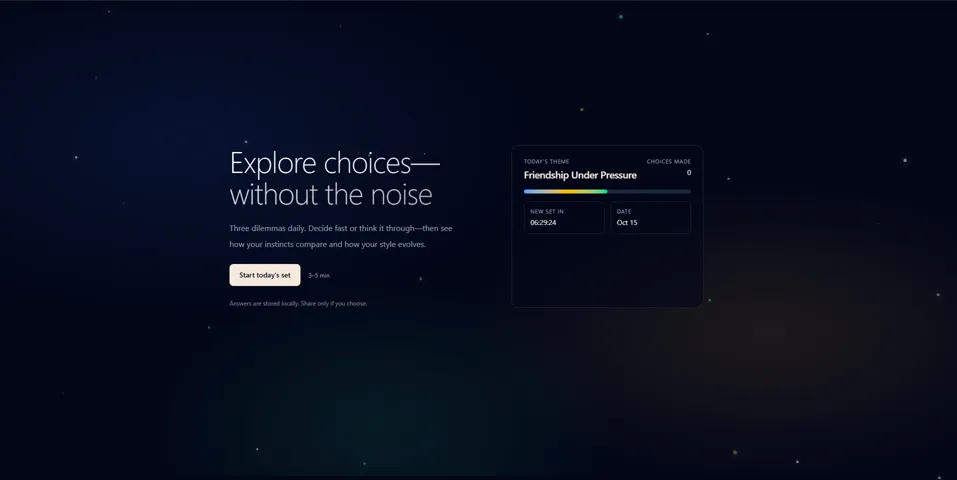 Explore choices—
without the noise
Three dilemmas daily. Decide fast or think it through—then see
how your instincts compare and how your style evolves.
Start today's set
3–5 min
Answers are stored locally. Share only if you choose.
TODAY'S THEME
Friendship Under Pressure
CHOICES MADE
0
NEW SET IN
06:29:24
DATE
Oct 15